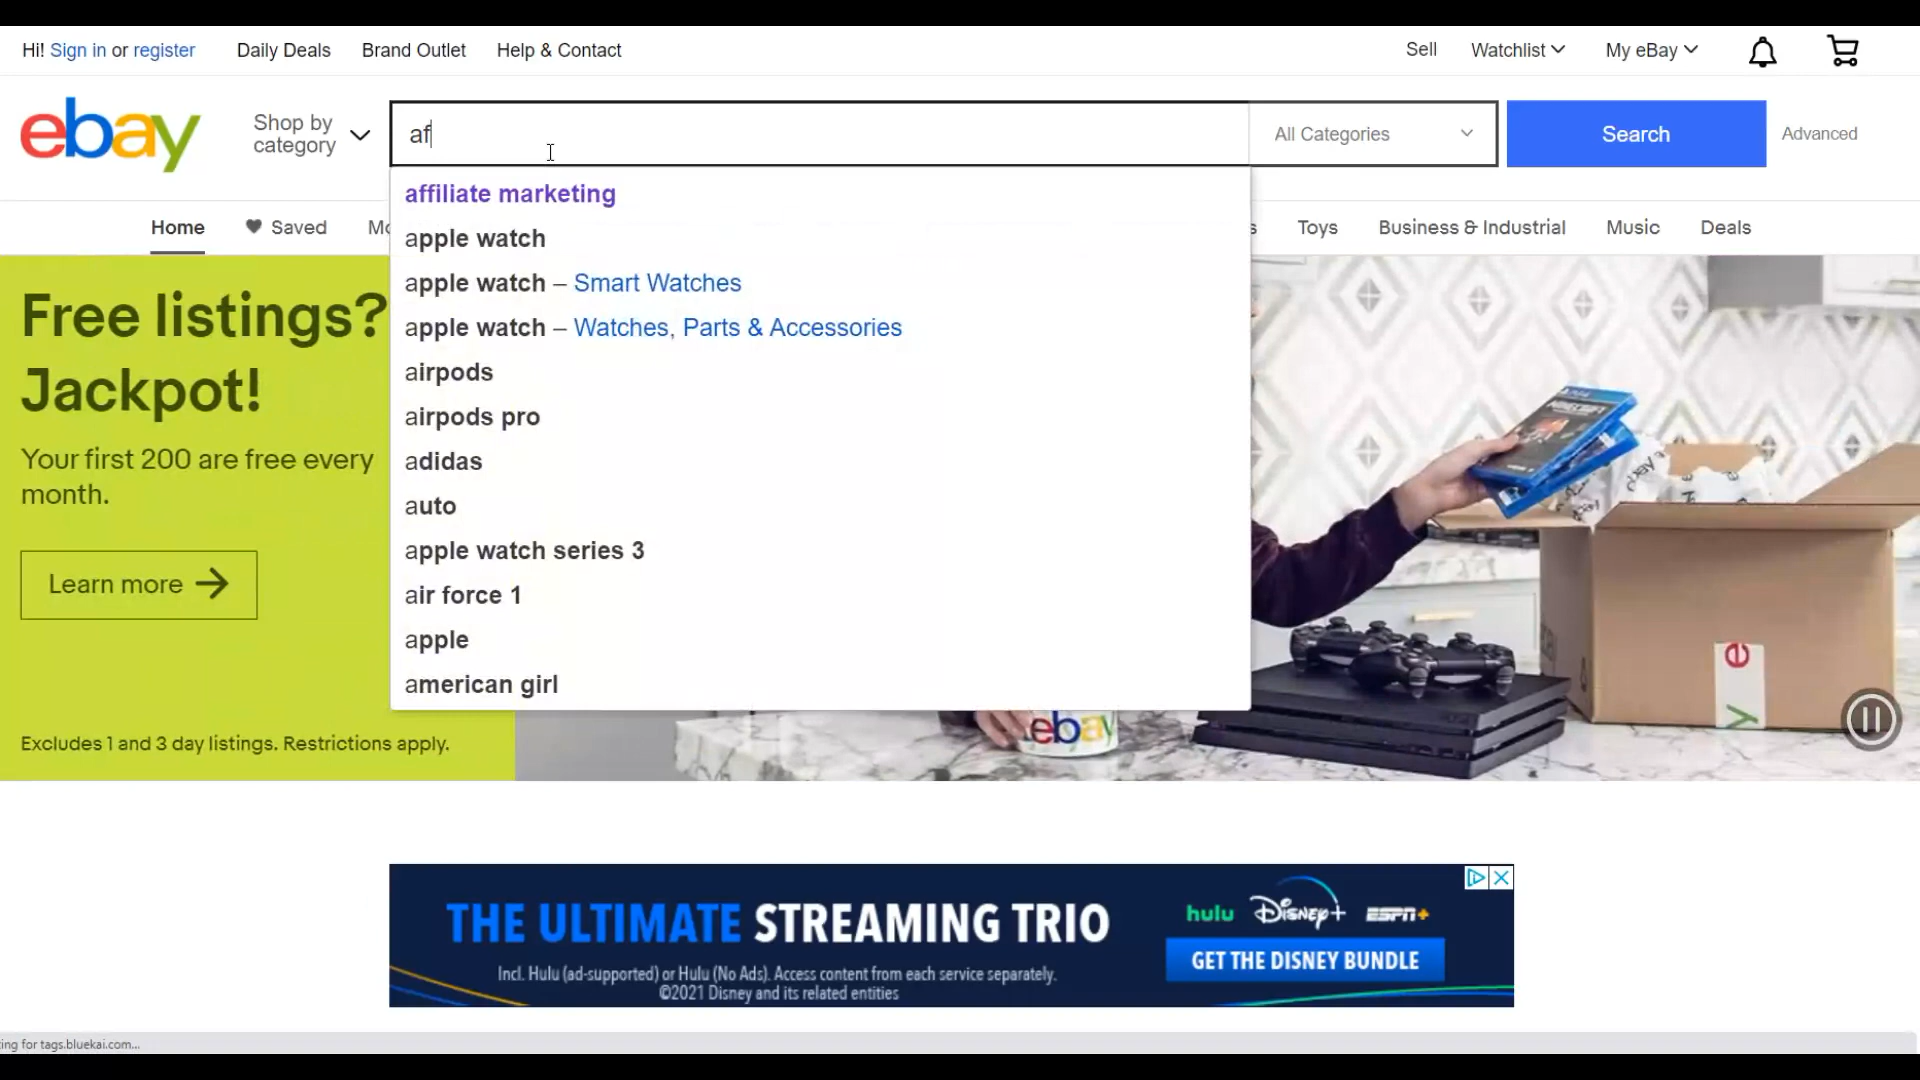 Hi! Sign in or register
Daily Deals
Brand Outlet
Help & Contact
Sell
Watchlist
My eBay
ebay
Shop by
category
af
All Categories
Search
Advanced
affiliate marketing
apple watch
apple watch – Smart Watches
apple watch – Watches, Parts & Accessories
airpods
airpods pro
adidas
auto
apple watch series 3
air force 1
apple
american girl
Home
Saved
Mo
s
Toys
Business & Industrial
Music
Deals
Free listings?
Jackpot!
Your first 200 are free every
month.
Learn more
Excludes 1 and 3 day listings. Restrictions apply.
MINECRAFT
ebay
e
y
THE ULTIMATE STREAMING TRIO
Incl. Hulu (ad-supported) or Hulu (No Ads). Access content from each service separately.
©2021 Disney and its related entities
hulu Disney+ ESPN+
GET THE DISNEY BUNDLE
ing for tags.bluekai.com...